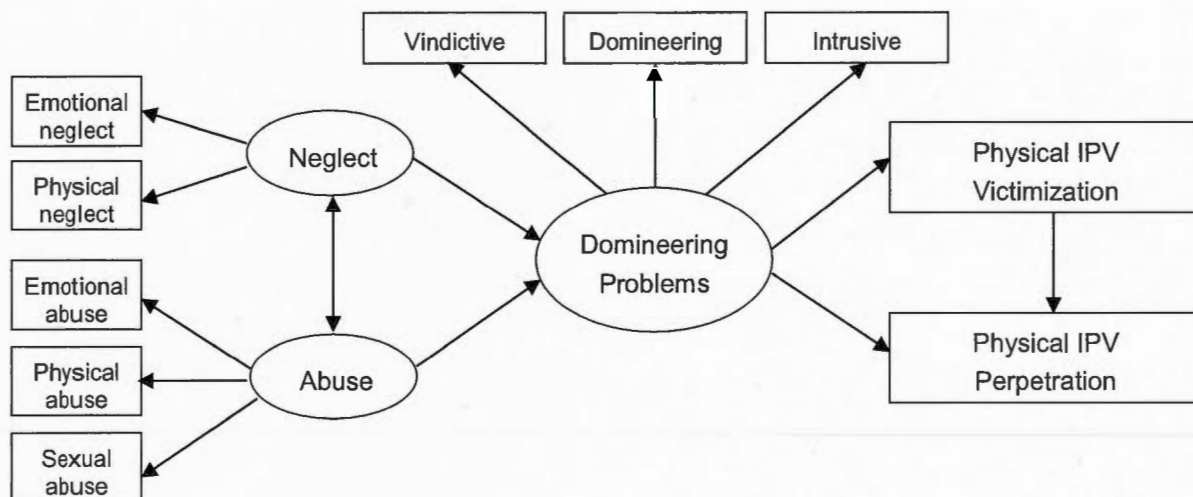 Vindictive
Domineering
Intrusive
Emotional
neglect
Physical
neglect
Neglect
Emotional
abuse
Physical
abuse
Sexual
abuse
Abuse
Domineering
Problems
Physical IPV
Victimization
Physical IPV
Perpetration